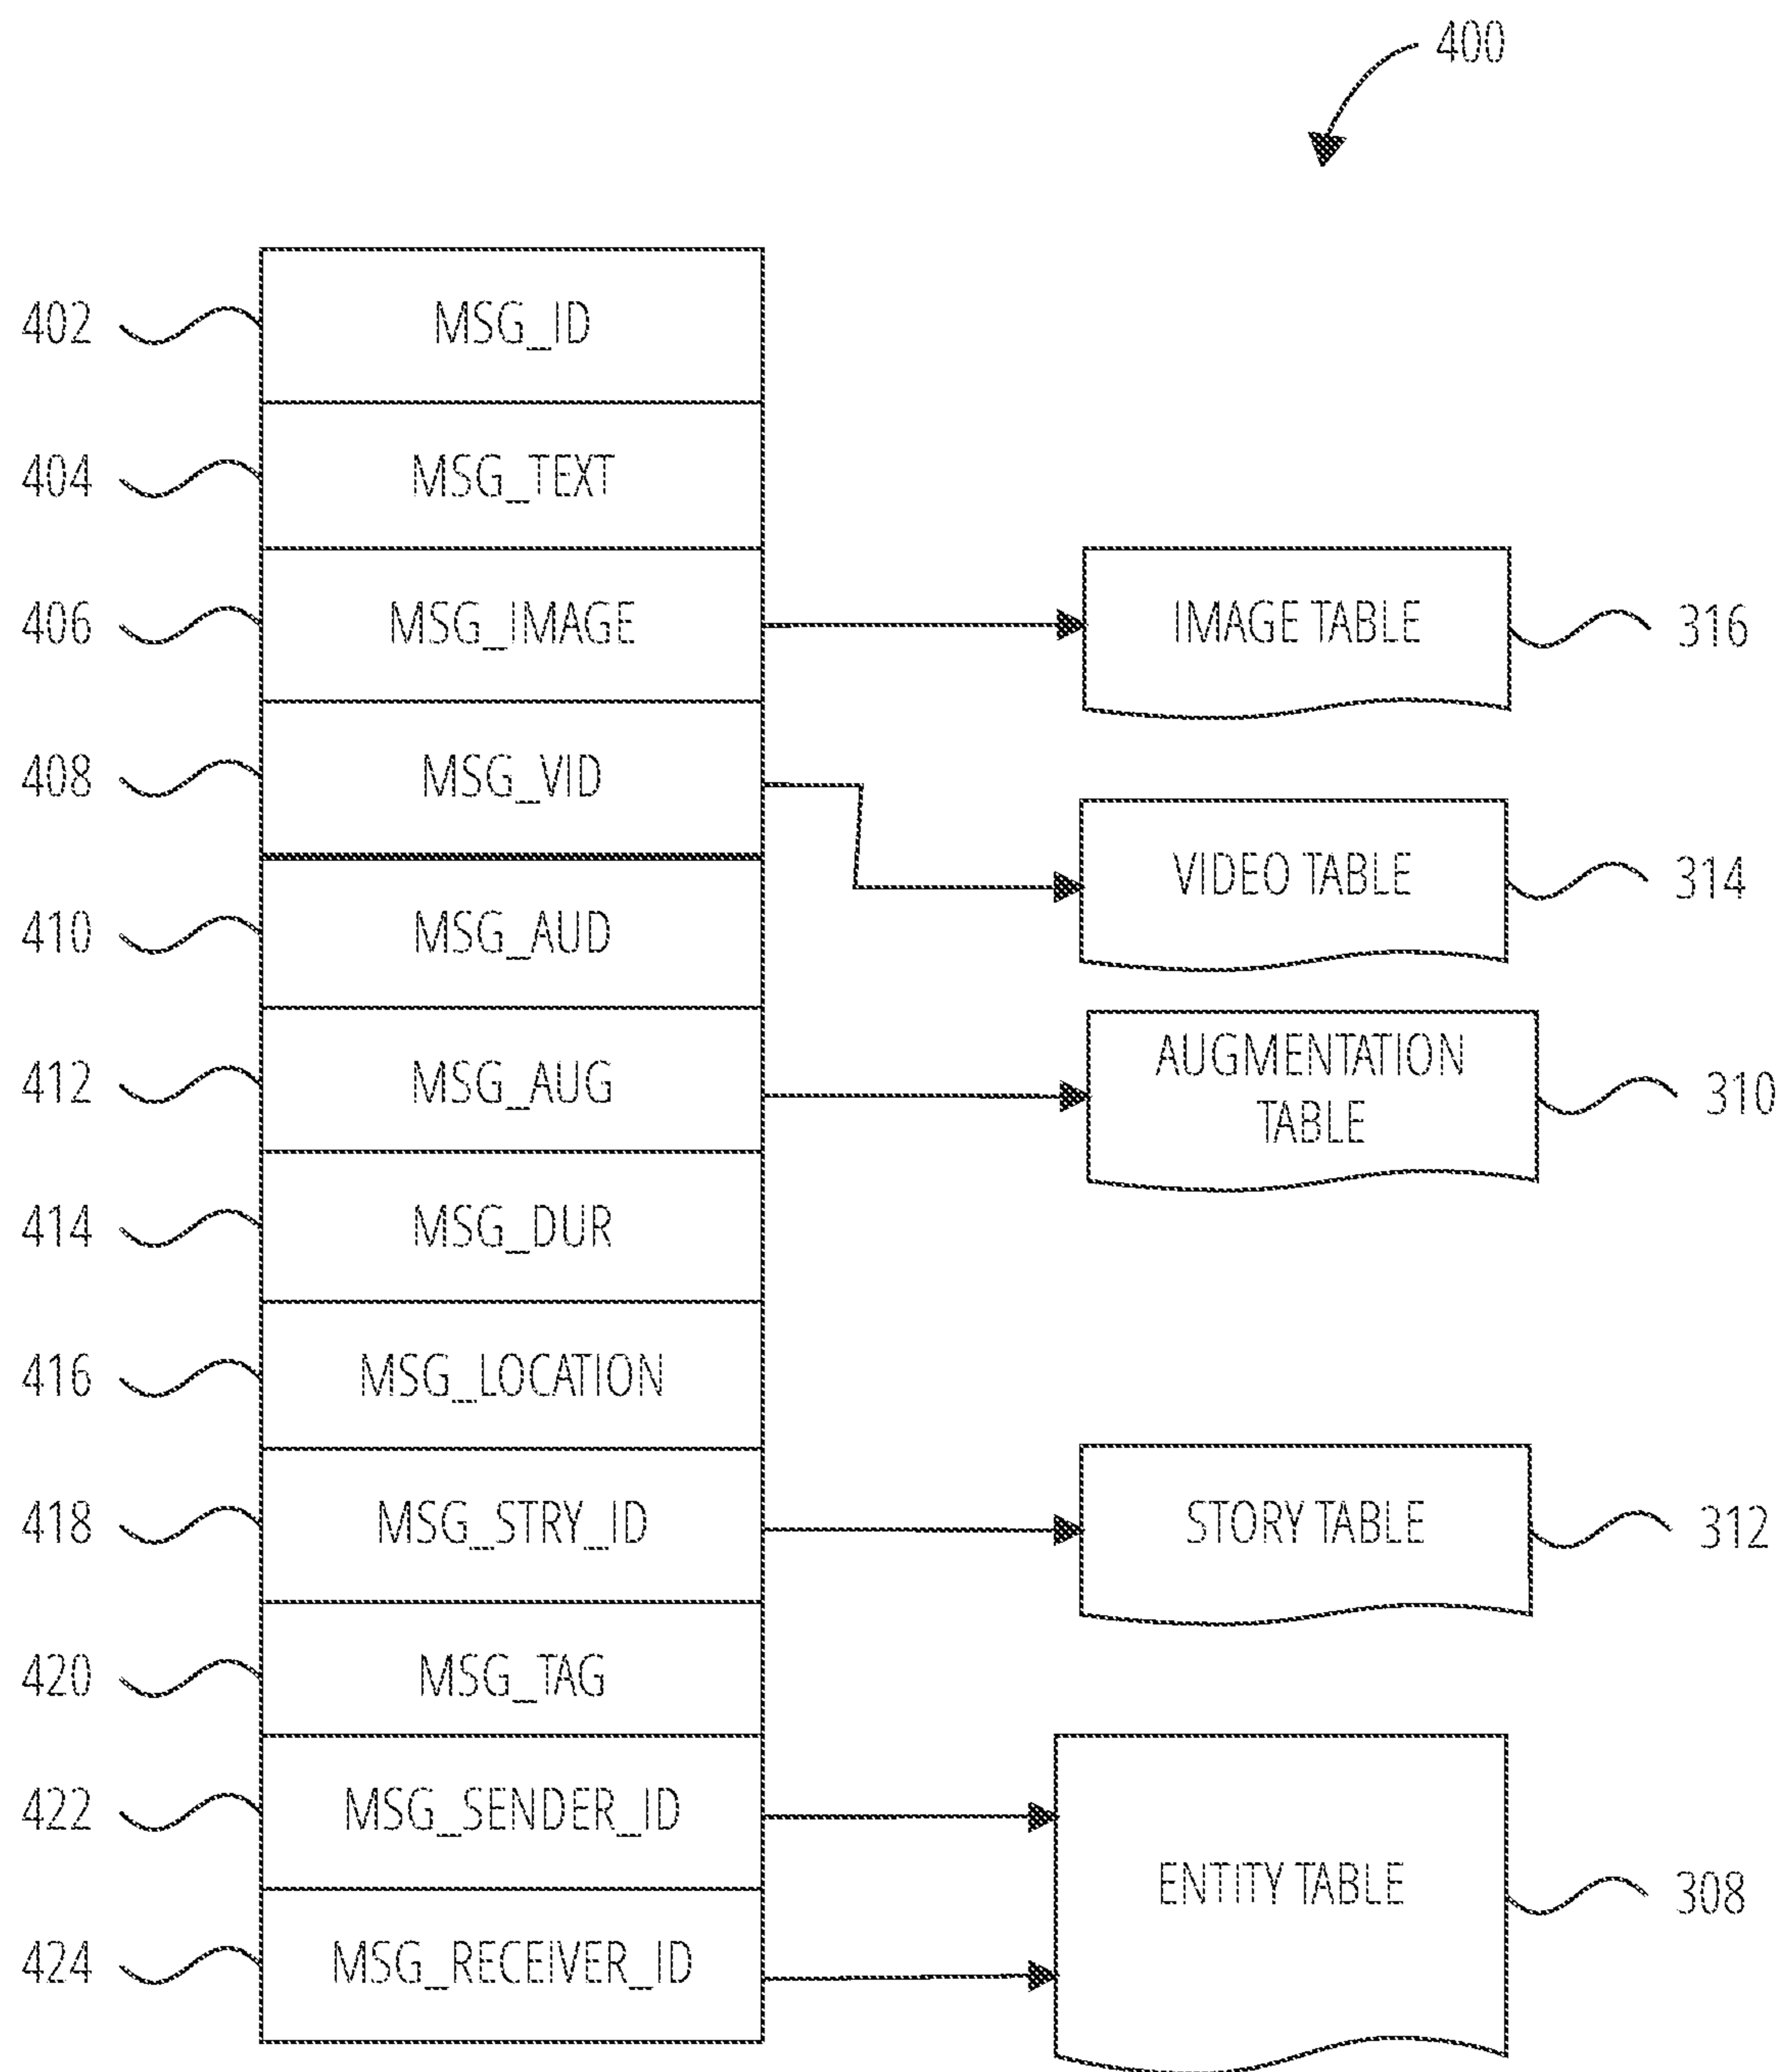 400
402 MSG_ID
404 MSG_TEXT
406 MSG_IMAGE IMAGE TABLE 316
408 MSG_VID VIDEO TABLE 314
410 MSG_AUD
412 MSG_AUG AUGMENTATION TABLE 310
414 MSG_DUR
416 MSG_LOCATION
418 MSG_STRY_ID STORY TABLE 312
420 MSG_TAG
422 MSG_SENDER_ID
ENTITY TABLE 308
424 MSG_RECEIVER_ID